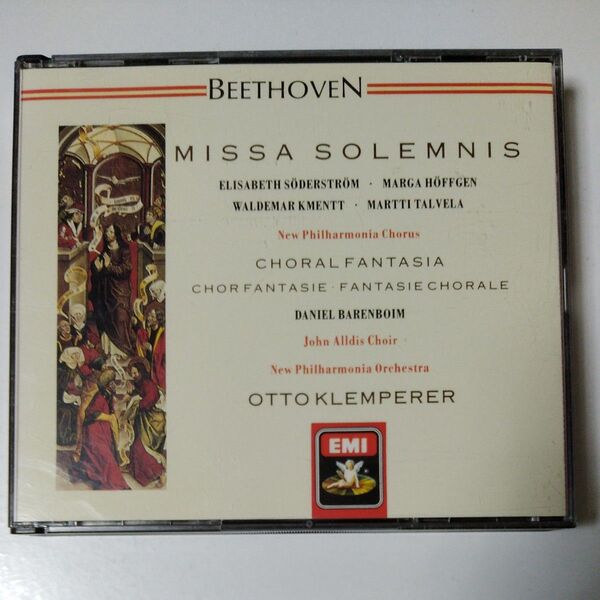 BEETHOVEN
MISSA SOLEMNIS
ELISABETH SÖDERSTRÖM · MARGA HÖFFGEN
WALDEMAR KMENTT · MARTTI TALVELA
New Philharmonia Chorus
CHORAL FANTASIA
CHORFANTASIE · FANTASIE CHORALE
DANIEL BARENBOIM
John Alldis Choir
New Philharmonia Orchestra
OTTO KLEMPERER
EMI